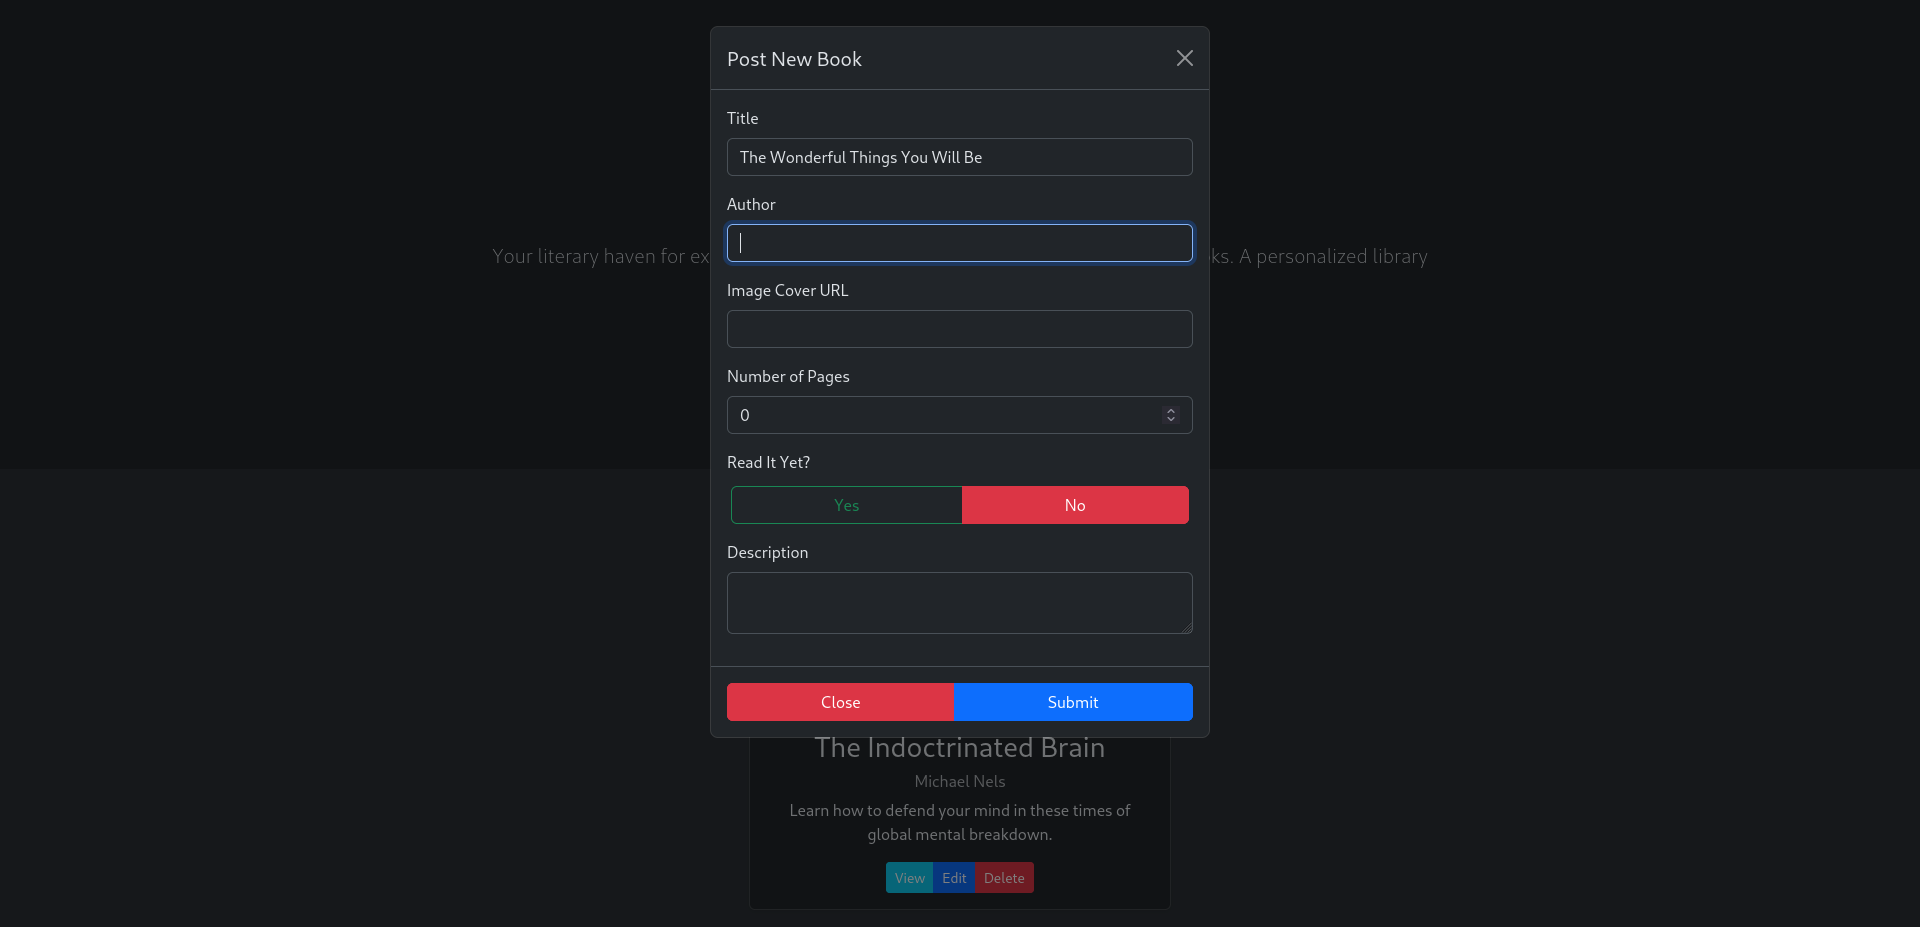 Post New Book
Title
The Wonderful Things You Will Be
Author
Your literary haven for ex
ks. A personalized library
Image Cover URL
Number of Pages
0
Read It Yet?
Yes
No
Description
Close
Submit
The Indoctrinated Brain
Michael Nels
Learn how to defend your mind in these times of
global mental breakdown.
View
Edit
Delete